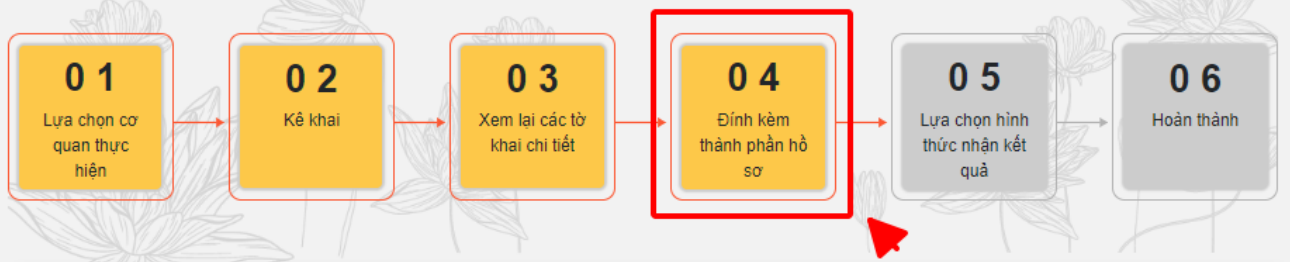 0 1
Lựa chọn cơ
quan thực
hiện
0 2
Kê khai
0 3
Xem lại các tờ
khai chi tiết
0 4
Đính kèm
thành phần hồ
sơ
0 5
Lựa chọn hình
thức nhận kết
quả
0 6
Hoàn thành